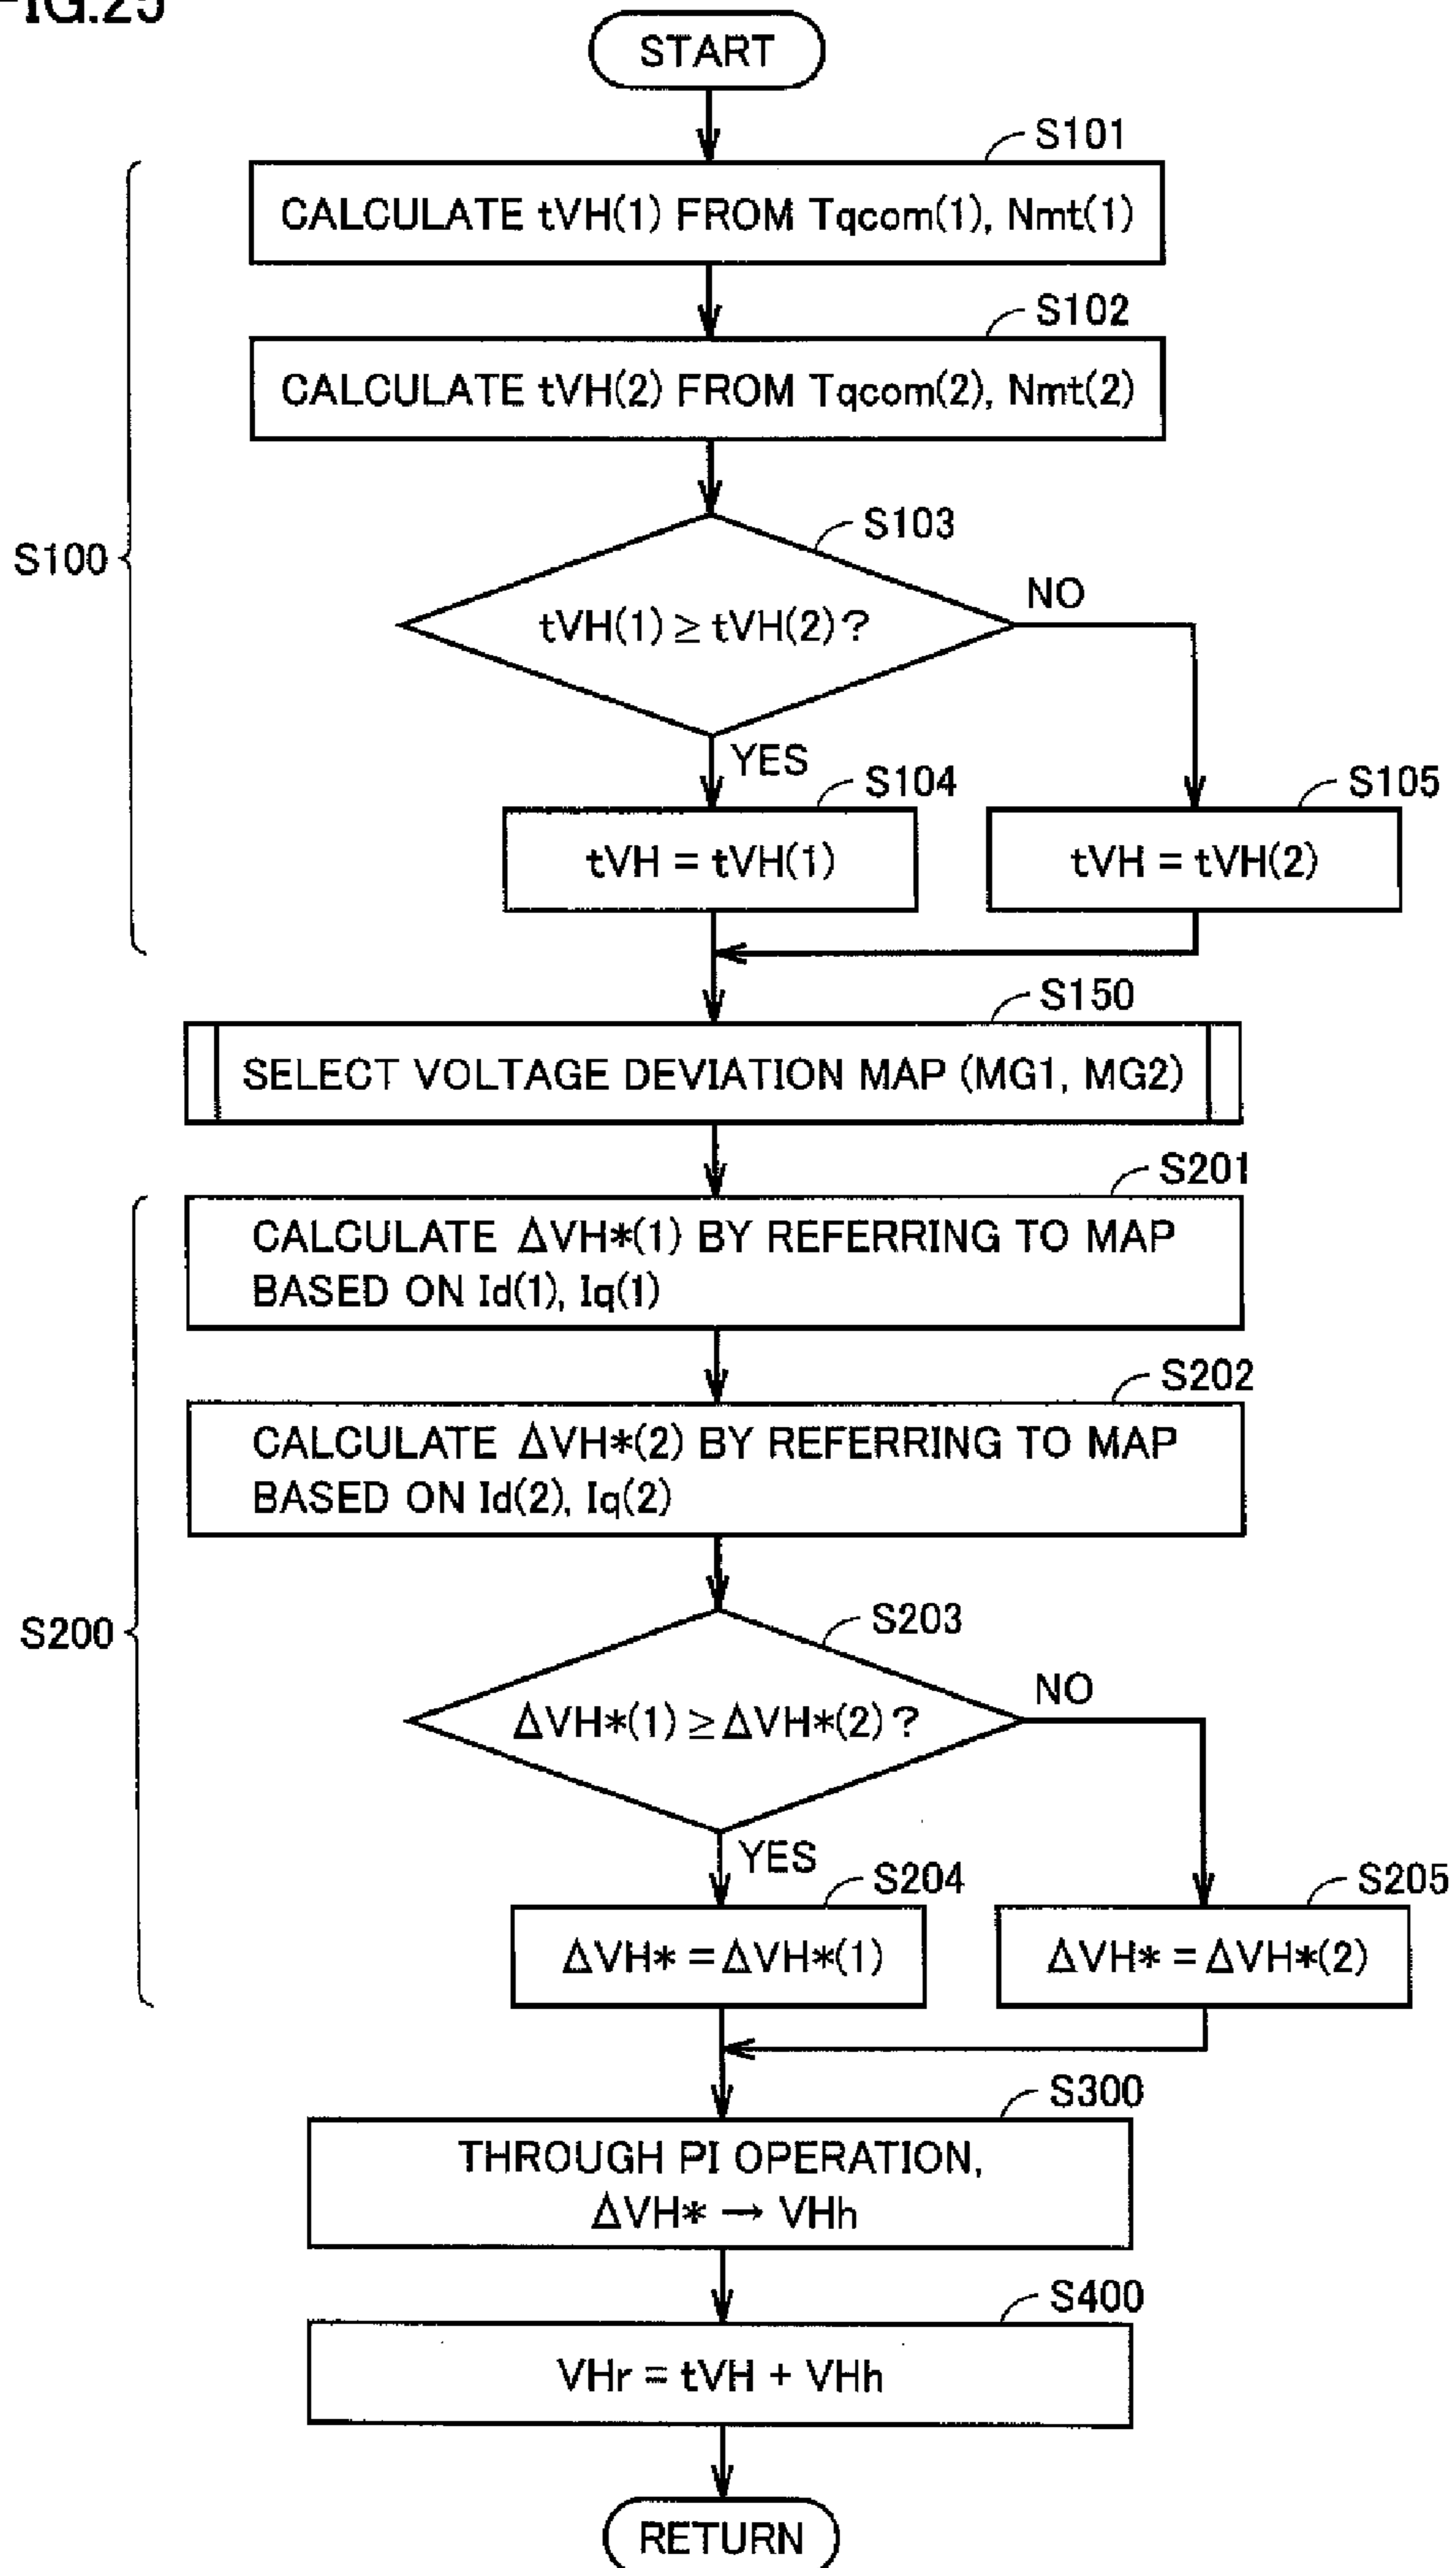 FIG.25
START
S101
CALCULATE tVH(1) FROM Tqcom(1), Nmt(1)
S102
CALCULATE tVH(2) FROM Tqcom(2), Nmt(2)
S100
S103
tVH(1) ≥ tVH(2)?
NO
YES
S104
tVH = tVH(1)
S105
tVH = tVH(2)
S150
SELECT VOLTAGE DEVIATION MAP (MG1, MG2)
S201
CALCULATE ΔVH*(1) BY REFERRING TO MAP
BASED ON Id(1), Iq(1)
S202
CALCULATE ΔVH*(2) BY REFERRING TO MAP
BASED ON Id(2), Iq(2)
S200
S203
ΔVH*(1) ≥ ΔVH*(2)?
NO
YES
S204
ΔVH* = ΔVH*(1)
S205
ΔVH* = ΔVH*(2)
S300
THROUGH PI OPERATION,
ΔVH* → VHh
S400
VHr = tVH + VHh
RETURN